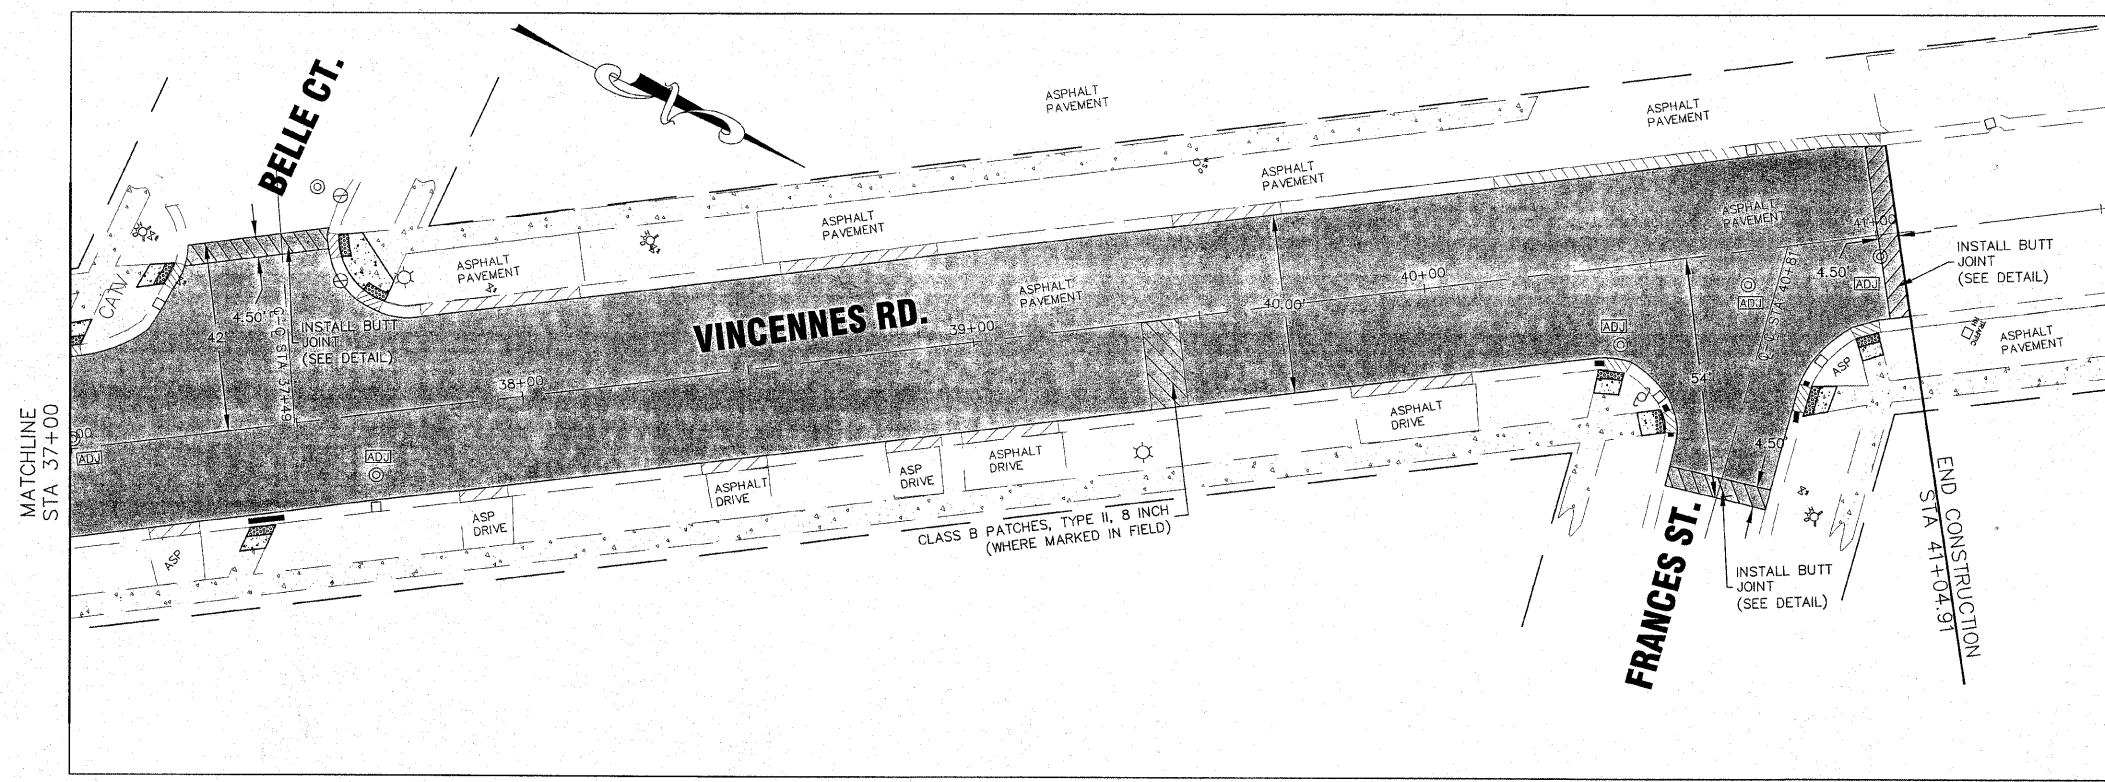 BELLE CT.
ASPHALT
PAVEMENT
ASPHALT
PAVEMENT
ASPHALT
PAVEMENT
ASPHALT
PAVEMENT
ASPHALT
PAVEMENT
ASPHALT
PAVEMENT
ASPHALT
PAVEMENT
41+00
INSTALL BUTT
JOINT
(SEE DETAIL)
4.50'
40+00
40.00'
CATV
4.50'
42'
INSTALL BUTT
JOINT
(SEE DETAIL)
VINCENNES RD.
39+00
38+00
ADJ
ADJ
ADJ
ADJ
ADJ
54'
4.50'
ASP
ASPHALT
PAVEMENT
TRAFFIC
MATCHLINE
STA 37+00
ASP
ASP
DRIVE
ASPHALT
DRIVE
ASP
DRIVE
ASPHALT
DRIVE
ASPHALT
DRIVE
CLASS B PATCHES, TYPE II, 8 INCH
(WHERE MARKED IN FIELD)
FRANCES ST.
INSTALL BUTT
JOINT
(SEE DETAIL)
END CONSTRUCTION
STA 41+04.91